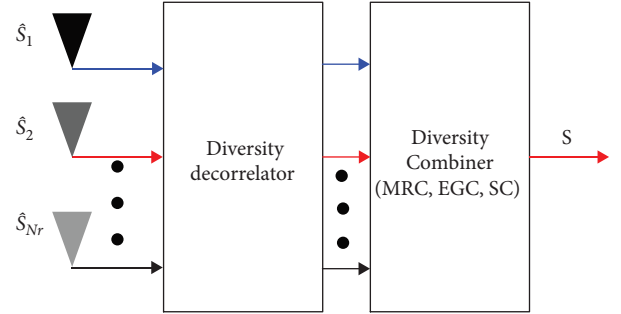 Ŝ1
Ŝ2
ŜNr
Diversity
decorrelator
Diversity
Combiner
(MRC, EGC, SC)
S